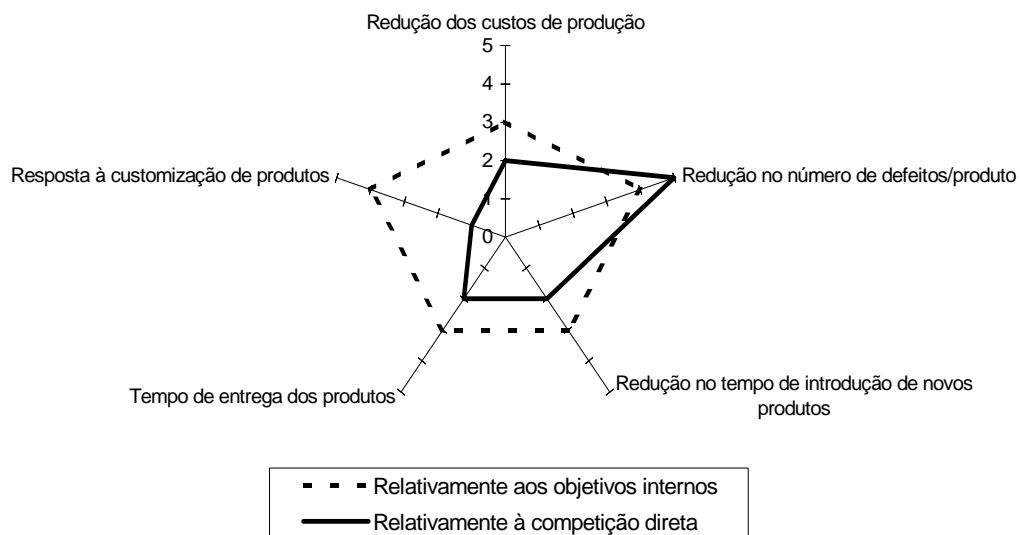 Redução dos custos de produção
5
4
3
2
1
0
Resposta à customização de produtos
Redução no número de defeitos/produto
Tempo de entrega dos produtos
Redução no tempo de introdução de novos
produtos
Relativamente aos objetivos internos
Relativamente à competição direta